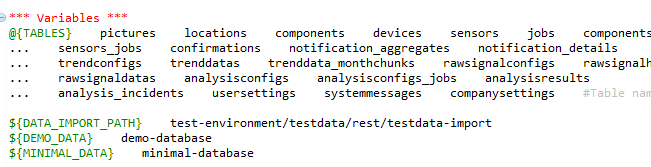 *** Variables ***
@{TABLES} pictures locations components devices sensors jobs components
... sensors_jobs confirmations notification_aggregates notification_details
... trendconfigs trenddatas trenddata_monthchunks rawsignalconfigs rawsignalh
... rawsignaldatas analysisconfigs analysisconfigs_jobs analysisresults
... analysis_incidents usersettings systemmessages companysettings #Table nam
${DATA_IMPORT_PATH} test-environment/testdata/rest/testdata-import
${DEMO_DATA} demo-database
${MINIMAL_DATA} minimal-database